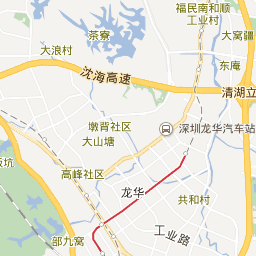 福民南和顺
工业村
茶寮
大窝疆
大浪村
东庵
沈海高速
清湖立
墩背社区
深圳龙华汽车站
大山塘
坑
高峰社区
龙华
共和村
工业路
部九窝